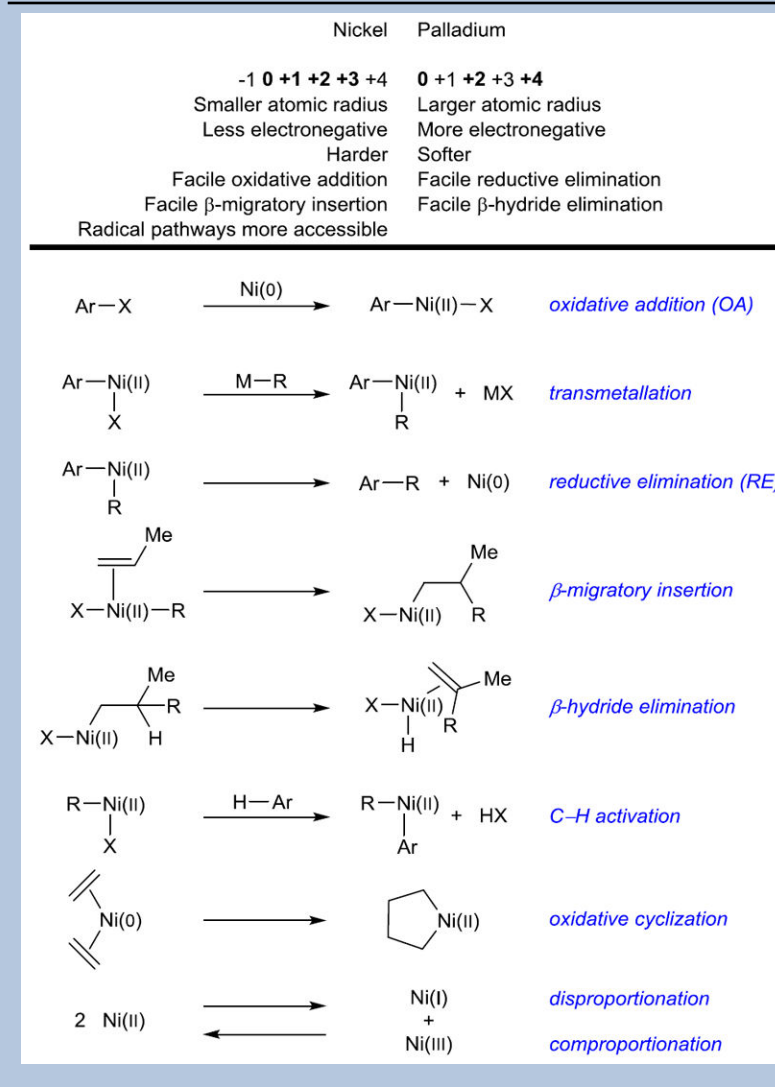 Nickel Palladium
-1 0 +1 +2 +3 +4 0 +1 +2 +3 +4
Smaller atomic radius Larger atomic radius
Less electronegative More electronegative
Harder Softer
Facile oxidative addition Facile reductive elimination
Facile β-migratory insertion Facile β-hydride elimination
Radical pathways more accessible
Ni(0)
Ar—X Ar—Ni(II)—X oxidative addition (OA)
Ar—Ni(II) M—R Ar—Ni(II) + MX transmetallation
X R
Ar—Ni(II) Ar—R + Ni(0) reductive elimination (RE)
R
Me Me
X—Ni(II)—R X—Ni(II) R β-migratory insertion
Me Me
R X—Ni(II) β-hydride elimination
X—Ni(II) H R
H
R—Ni(II) H—Ar R—Ni(II) + HX C–H activation
X Ar
Ni(0) Ni(II) oxidative cyclization
Ni(I) disproportionation
2 Ni(II) +
Ni(III) comproportionation